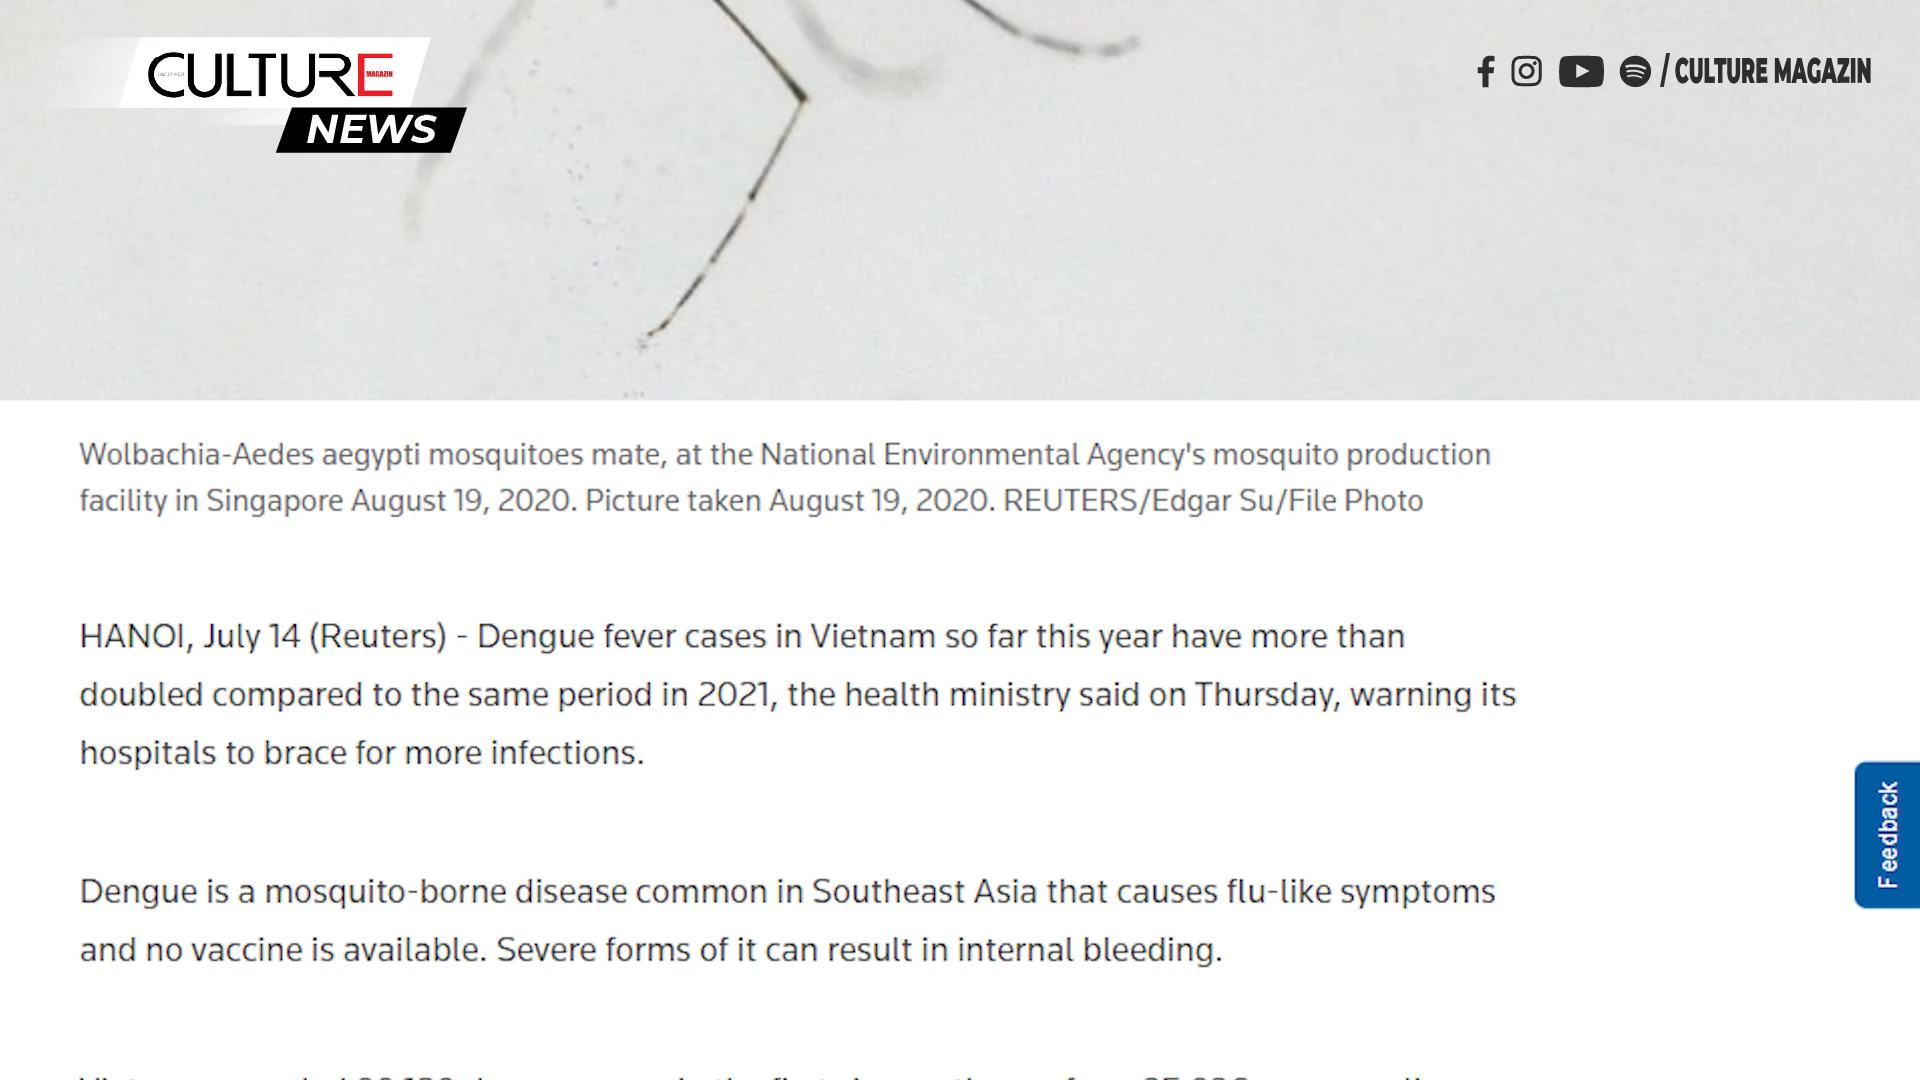 CULTURE
MAGAZIN
NEWS
/ CULTURE MAGAZIN
Wolbachia-Aedes aegypti mosquitoes mate, at the National Environmental Agency's mosquito production
facility in Singapore August 19, 2020. Picture taken August 19, 2020. REUTERS/Edgar Su/File Photo
HANOI, July 14 (Reuters) - Dengue fever cases in Vietnam so far this year have more than
doubled compared to the same period in 2021, the health ministry said on Thursday, warning its
hospitals to brace for more infections.
Feedback
Dengue is a mosquito-borne disease common in Southeast Asia that causes flu-like symptoms
and no vaccine is available. Severe forms of it can result in internal bleeding.